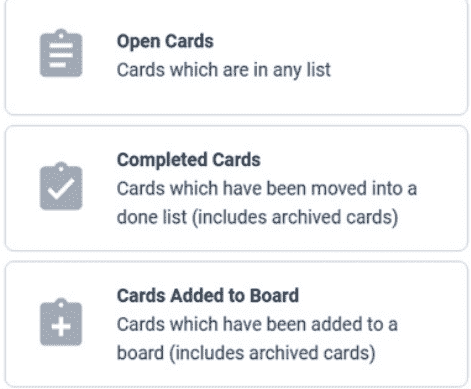 Open Cards
Cards which are in any list
Completed Cards
Cards which have been moved into a
done list (includes archived cards)
Cards Added to Board
Cards which have been added to a
board (includes archived cards)